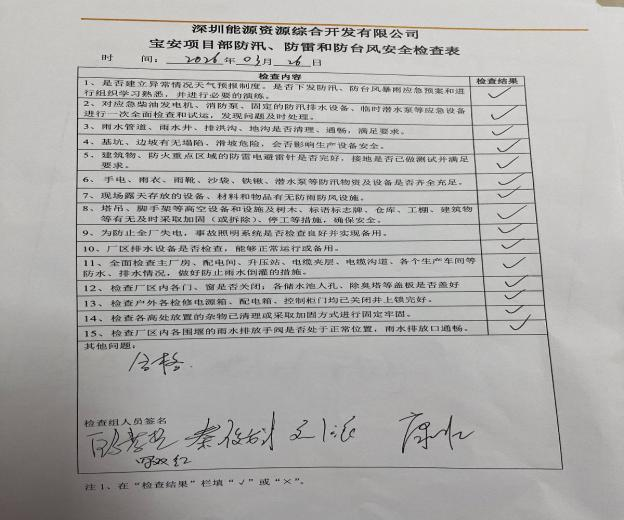 深圳能源资源综合开发有限公司
宝安项目部防汛、防雷和防台风安全检查表
时 间：2026 年 03 月 26 日
检查内容 检查结果
1、是否建立异常情况天气预报制度。是否下发防汛、防台风暴雨应急预案和进
行组织学习熟悉，并进行必要的演练。 √
2、对应急柴油发电机、消防泵、固定的防汛排水设备、临时潜水泵等应急设备
进行一次全面检查和试运，发现问题及时处理。 √
3、雨水管道、雨水井、排洪沟、地沟是否清理、通畅，满足要求。 √
4、基坑、边坡有无塌陷、滑坡危险，会否影响生产设备安全。 √
5、建筑物、防火重点区域的防雷电避雷针是否完好，接地是否已做测试并满足
要求。 √
6、手电、雨衣、雨靴、沙袋、铁锹、潜水泵等防汛物资及设备是否齐全充足。 √
7、现场露天存放的设备、材料和物品有无防雨防风设施。 √
8、塔吊、脚手架等高空设备和设施及树木、标语标志牌、仓库、工棚、建筑物
等有无及时采取加固（或拆除）、停工等措施，确保安全。 √
9、为防止全厂失电，事故照明系统是否检查良好并实现备用。 √
10、厂区排水设备是否检查，能够正常运行或备用。 √
11、全面检查主厂房、配电间、升压站、电缆夹层、电缆沟道、各个生产车间等
防水、排水情况，做好防止雨水倒灌的措施。 √
12、检查厂区内各门、窗是否关闭，各储水池人孔、除臭塔等盖板是否盖好 √
13、检查户外各检修电源箱、配电箱、控制柜门均已关闭并上锁完好。 √
14、检查各高处放置的杂物已清理或采取加固方式进行固定牢固。 √
15、检查厂区内各围堰的雨水排放手阀是否处于正常位置，雨水排放口通畅。 √
其他问题：
合格
检查组人员签名
注 1、在“检查结果”栏填“√”或“×”。